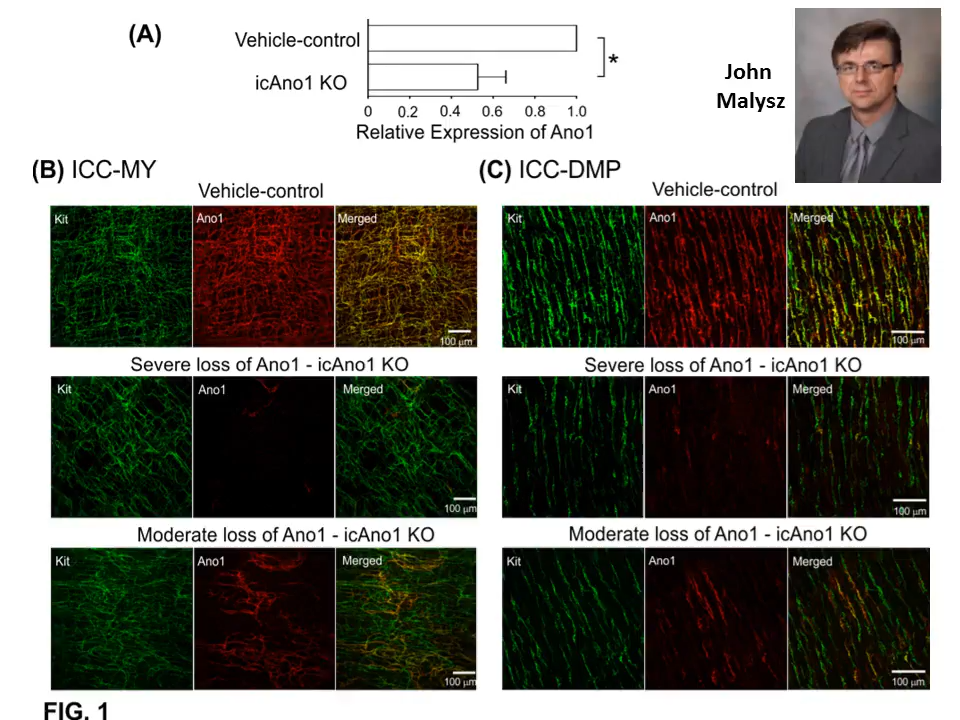 (A)
Vehicle-control
icAno1 KO
*
0 0.2 0.4 0.6 0.8 1.0
Relative Expression of Ano1
John
Malysz
(B) ICC-MY
Vehicle-control
Kit Ano1 Merged
100 µm
Severe loss of Ano1 - icAno1 KO
Kit Ano1 Merged
100 µm
Moderate loss of Ano1 - icAno1 KO
Kit Ano1 Merged
100 µm
(C) ICC-DMP
Vehicle-control
Kit Ano1 Merged
100 µm
Severe loss of Ano1 - icAno1 KO
Kit Ano1 Merged
100 µm
Moderate loss of Ano1 - icAno1 KO
Kit Ano1 Merged
100 µm
FIG. 1